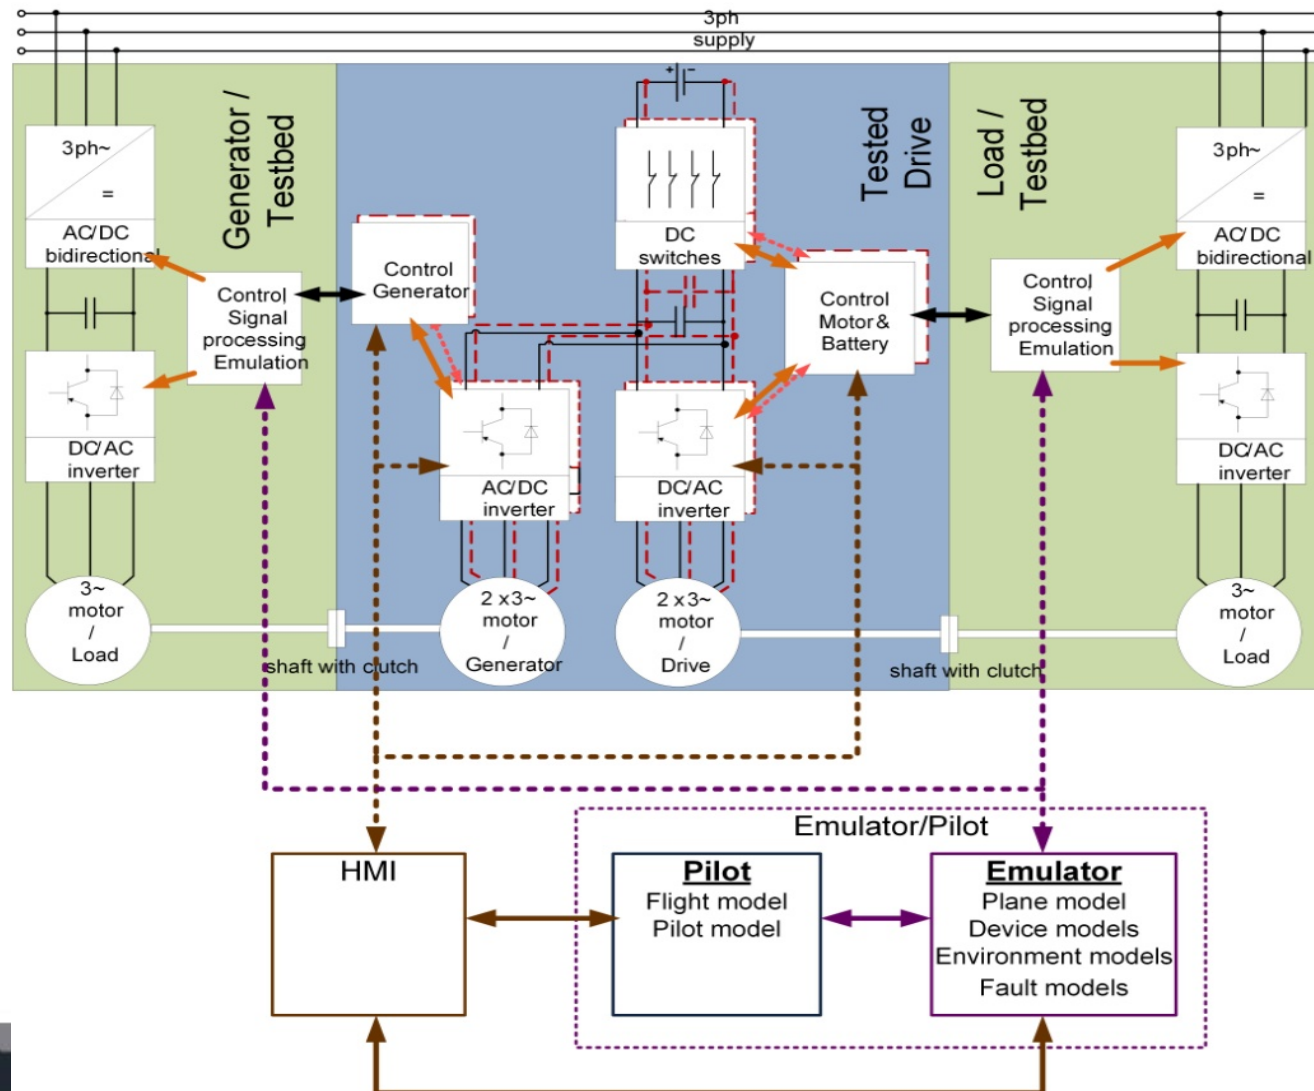 3ph
supply
Generator /
Testbed
Tested
Drive
Load /
Testbed
3ph~
=
AC/DC
bidirectional
Control
Signal
processing
Emulation
DC/AC
inverter
3~
motor
/
Load
shaft with clutch
Control
Generator
AC/DC
inverter
2 x3~
motor
/
Generator
+ −
DC
switches
Control
Motor &
Battery
DC/AC
inverter
2 x3~
motor
/
Drive
shaft with clutch
Control
Signal
processing
Emulation
3ph~
=
AC/DC
bidirectional
DC/AC
inverter
3~
motor
/
Load
Emulator/Pilot
HMI
Pilot
Flight model
Pilot model
Emulator
Plane model
Device models
Environment models
Fault models